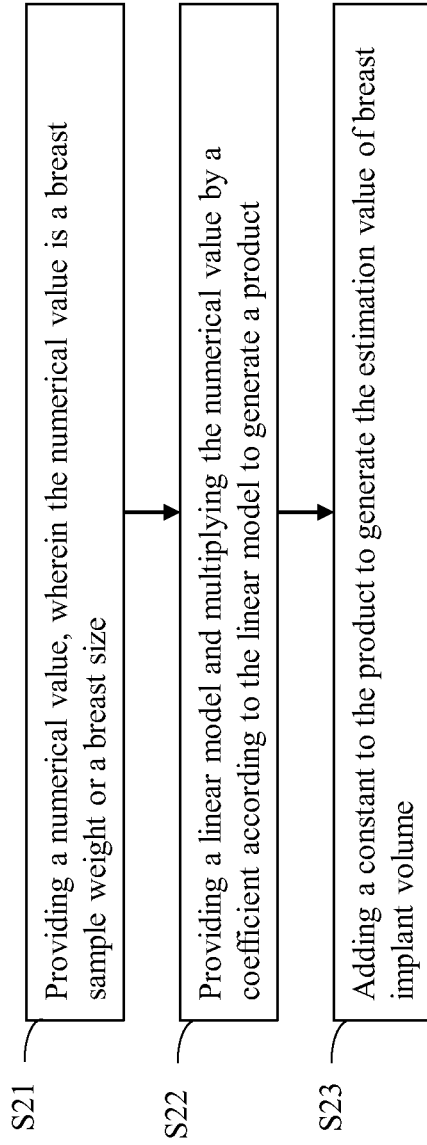 S21
Providing a numerical value, wherein the numerical value is a breast
sample weight or a breast size
S22
Providing a linear model and multiplying the numerical value by a
coefficient according to the linear model to generate a product
S23
Adding a constant to the product to generate the estimation value of breast
implant volume